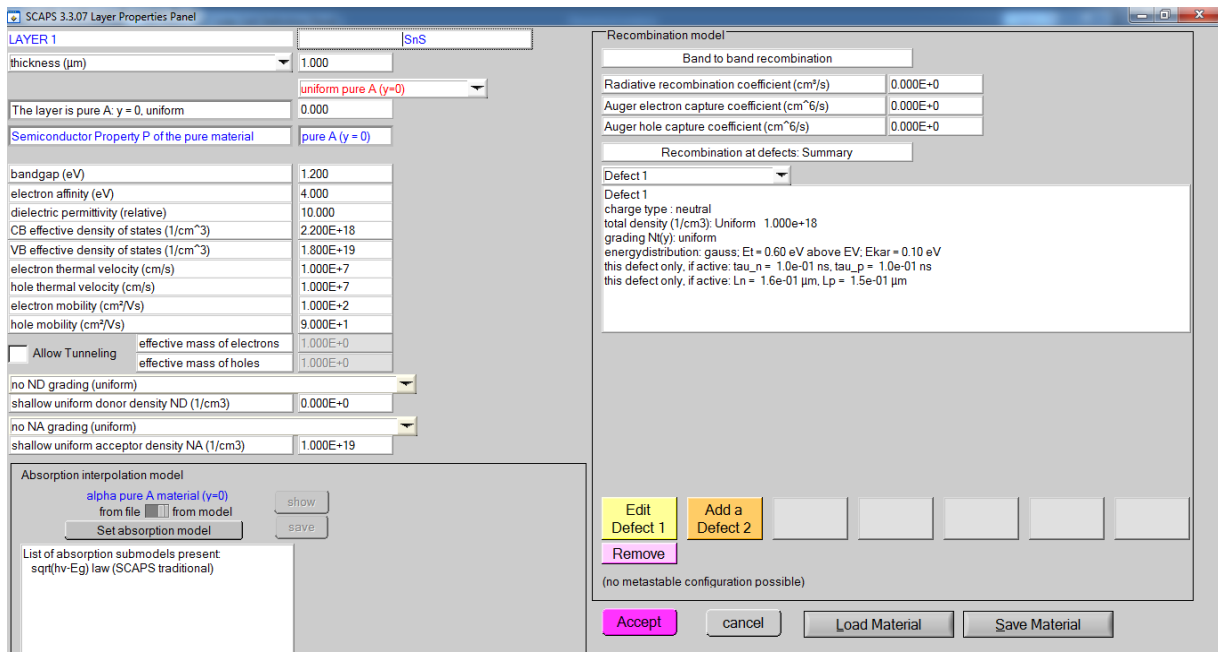 SCAPS 3.3.07 Layer Properties Panel
LAYER 1 SnS
thickness (µm) 1.000
uniform pure A (y=0)
The layer is pure A: y = 0, uniform 0.000
Semiconductor Property P of the pure material pure A (y = 0)
bandgap (eV) 1.200
electron affinity (eV) 4.000
dielectric permittivity (relative) 10.000
CB effective density of states (1/cm^3) 2.200E+18
VB effective density of states (1/cm^3) 1.800E+19
electron thermal velocity (cm/s) 1.000E+7
hole thermal velocity (cm/s) 1.000E+7
electron mobility (cm²/Vs) 1.000E+2
hole mobility (cm²/Vs) 9.000E+1
Allow Tunneling
effective mass of electrons 1.000E+0
effective mass of holes 1.000E+0
no ND grading (uniform)
shallow uniform donor density ND (1/cm3) 0.000E+0
no NA grading (uniform)
shallow uniform acceptor density NA (1/cm3) 1.000E+19
Absorption interpolation model
alpha pure A material (y=0)
from file from model
show
Set absorption model
save
List of absorption submodels present:
sqrt(hv-Eg) law (SCAPS traditional)
Recombination model
Band to band recombination
Radiative recombination coefficient (cm³/s) 0.000E+0
Auger electron capture coefficient (cm^6/s) 0.000E+0
Auger hole capture coefficient (cm^6/s) 0.000E+0
Recombination at defects: Summary
Defect 1
Defect 1
charge type : neutral
total density (1/cm3): Uniform 1.000e+18
grading Nt(y): uniform
energydistribution: gauss; Et = 0.60 eV above EV; Ekar = 0.10 eV
this defect only, if active: tau_n = 1.0e-01 ns, tau_p = 1.0e-01 ns
this defect only, if active: Ln = 1.6e-01 µm, Lp = 1.5e-01 µm
Edit
Defect 1
Add a
Defect 2
Remove
(no metastable configuration possible)
Accept cancel Load Material Save Material